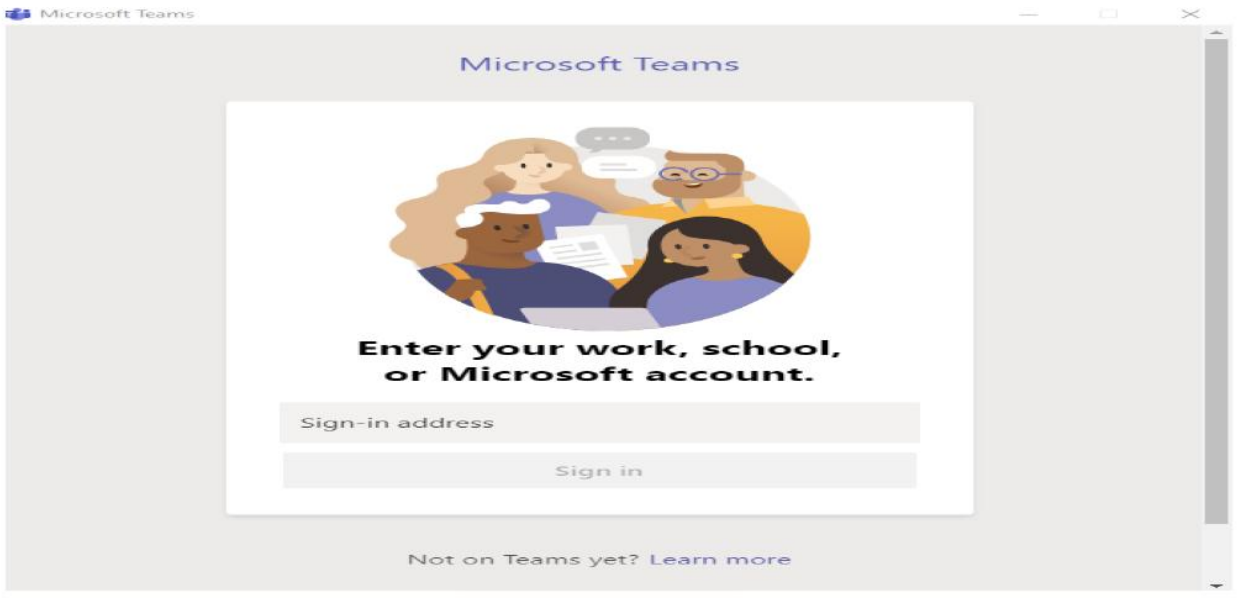 Microsoft Teams
Microsoft Teams
Enter your work, school,
or Microsoft account.
Sign-in address
Sign in
Not on Teams yet? Learn more